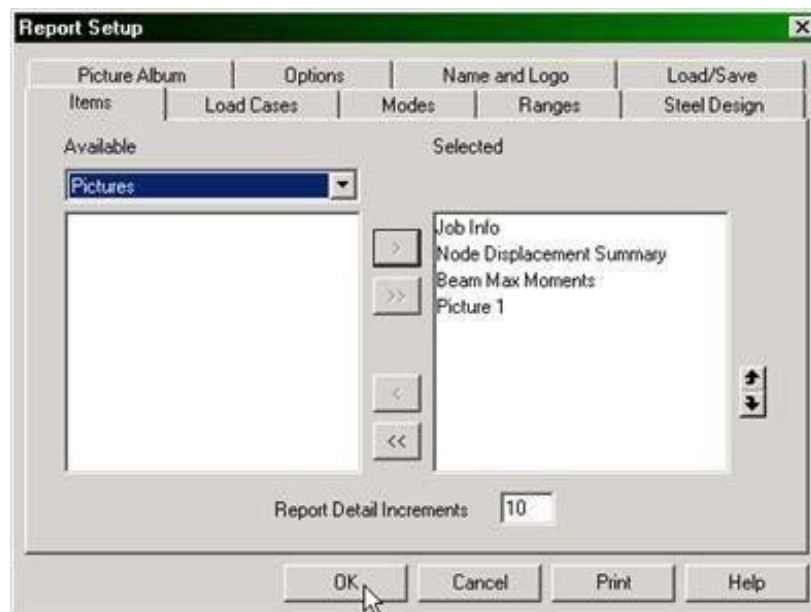 Report Setup
Picture Album
Options
Name and Logo
Load/Save
Items
Load Cases
Modes
Ranges
Steel Design
Available
Selected
Pictures
Job Info
Node Displacement Summary
Beam Max Moments
Picture 1
>
>>
<
<<
Report Detail Increments 10
OK Cancel Print Help